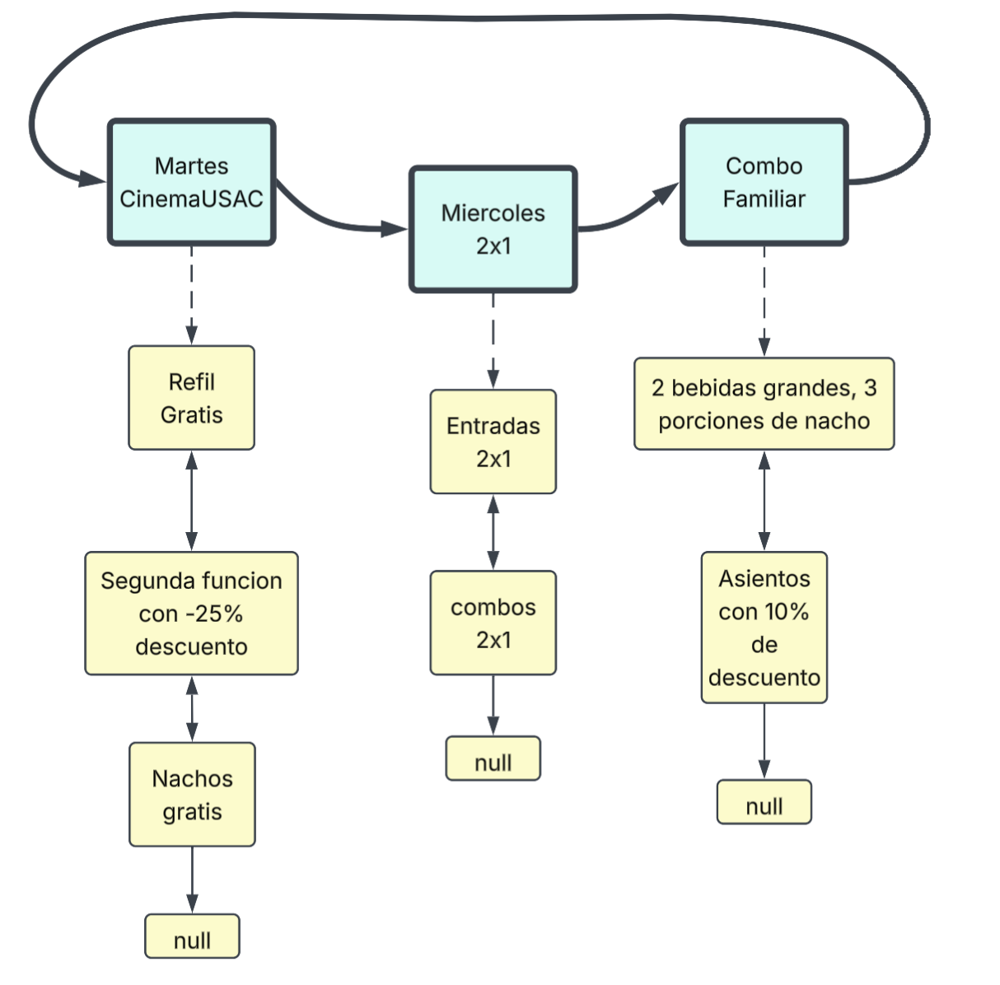 Martes
CinemaUSAC
Miercoles
2x1
Combo
Familiar
Refil
Gratis
Entradas
2x1
2 bebidas grandes, 3
porciones de nacho
Segunda funcion
con -25%
descuento
combos
2x1
Asientos
con 10%
de
descuento
Nachos
gratis
null
null
null